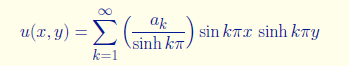 u(x, y) = \sum_{k=1}^{\infty} \left( \frac{a_k}{\sinh k\pi} \right) \sin k\pi x \sinh k\pi y